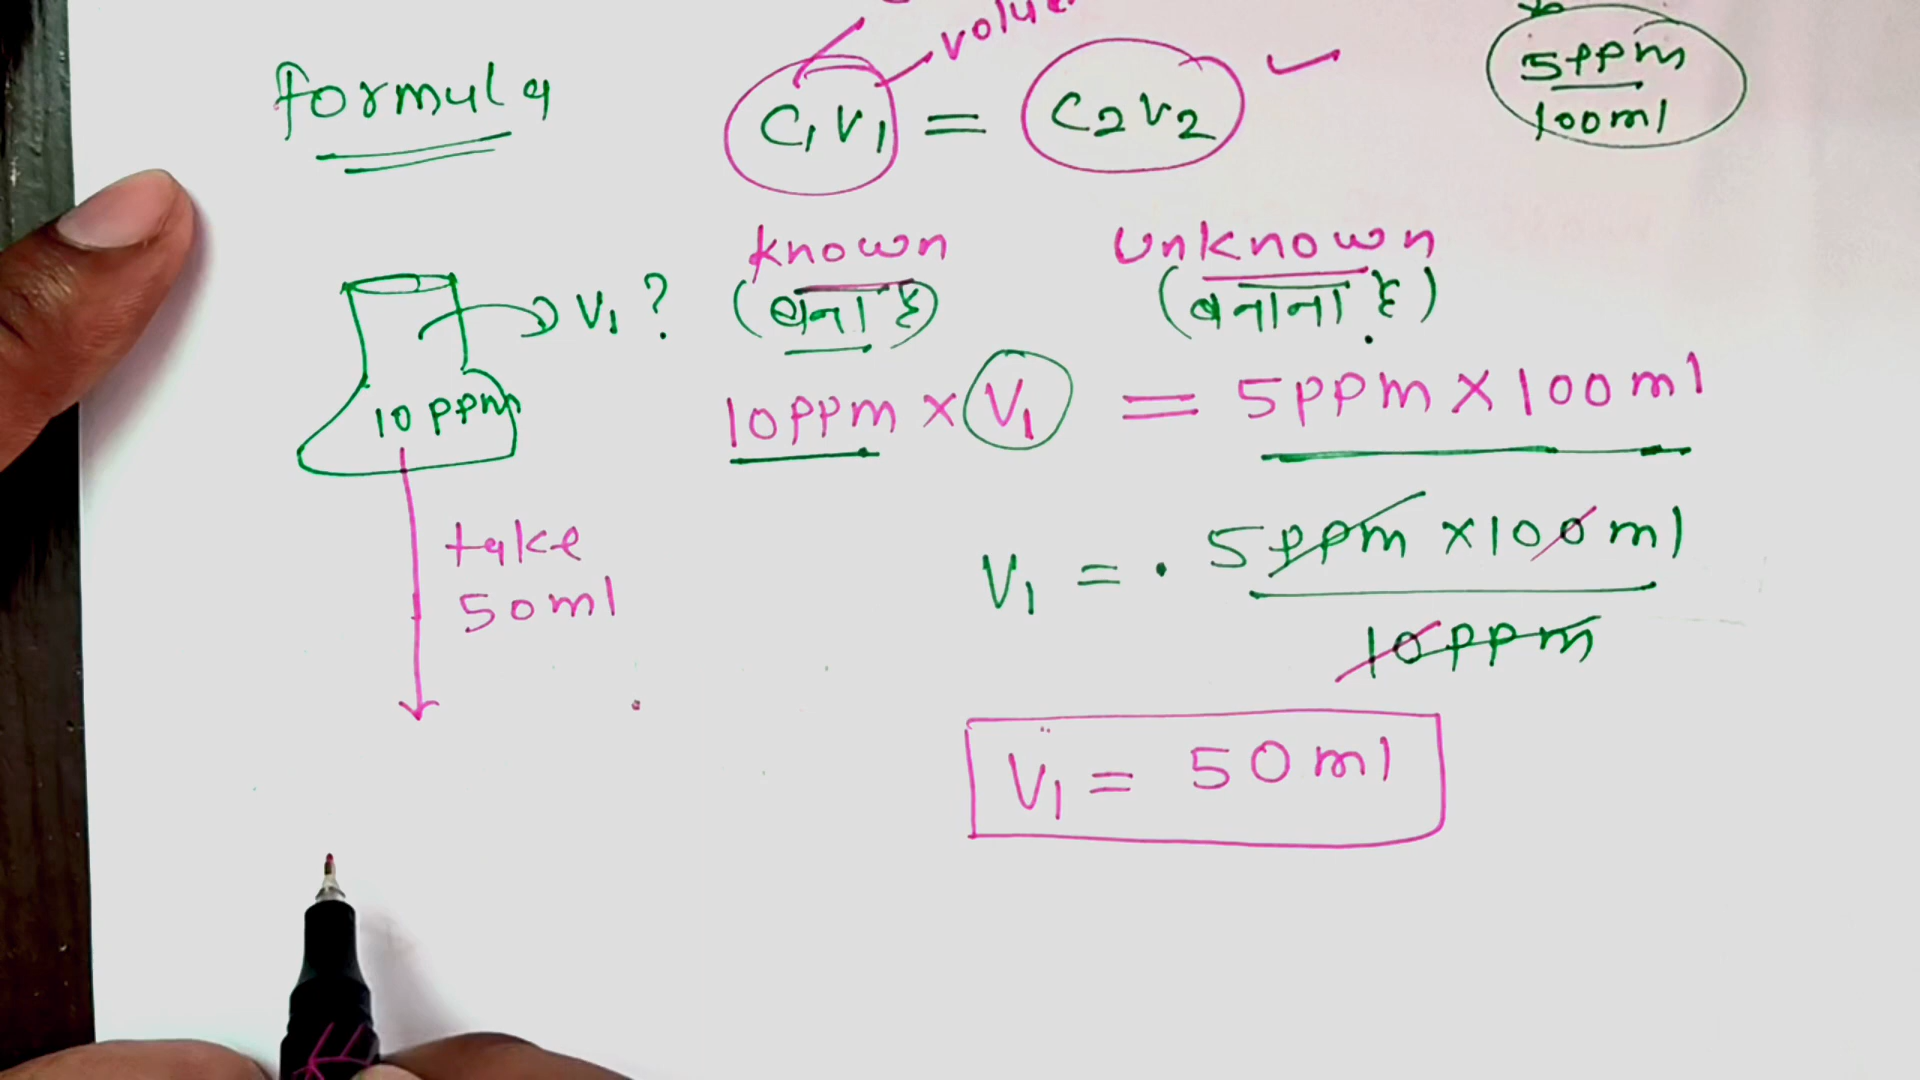 volume
formula
C₁V₁ = C₂V₂
5ppm
100ml
known
unknown
(बना है)
(बनाना है)
V₁ ?
10 ppm
10ppm × V₁ = 5ppm × 100ml
take
50ml
V₁ = 5ppm × 100ml
10ppm
V₁ = 50ml